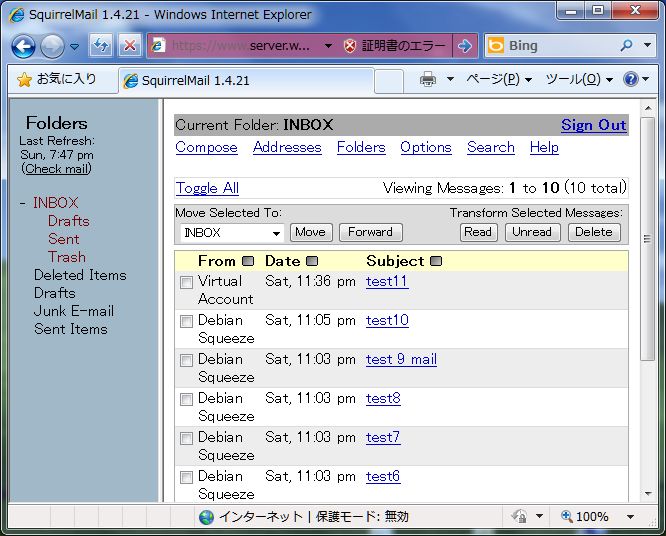 SquirrelMail 1.4.21 - Windows Internet Explorer
https://www.server.w... 証明書のエラー Bing
お気に入り SquirrelMail 1.4.21 ページ(P) ツール(O)
Folders
Last Refresh:
Sun, 7:47 pm
(Check mail)
- INBOX
Drafts
Sent
Trash
Deleted Items
Drafts
Junk E-mail
Sent Items
Current Folder: INBOX Sign Out
Compose Addresses Folders Options Search Help
Toggle All Viewing Messages: 1 to 10 (10 total)
Move Selected To: Transform Selected Messages:
INBOX Move Forward Read Unread Delete
From Date Subject
Virtual Account Sat, 11:36 pm test11
Debian Squeeze Sat, 11:05 pm test10
Debian Squeeze Sat, 11:03 pm test 9 mail
Debian Squeeze Sat, 11:03 pm test8
Debian Squeeze Sat, 11:03 pm test7
Debian Squeeze Sat, 11:03 pm test6
インターネット | 保護モード: 無効 100%